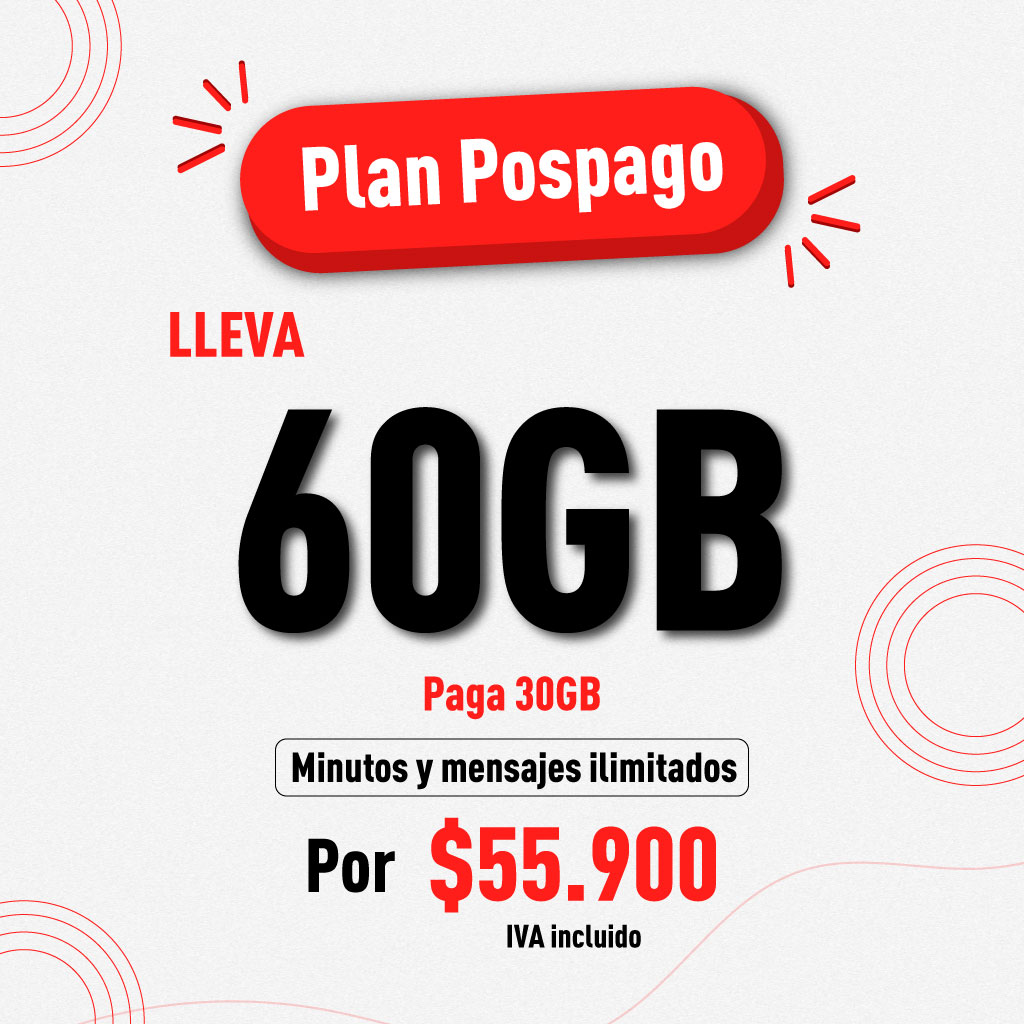 Plan Pospago
LLEVA
60GB
Paga 30GB
Minutos y mensajes ilimitados
Por $55.900
IVA incluido